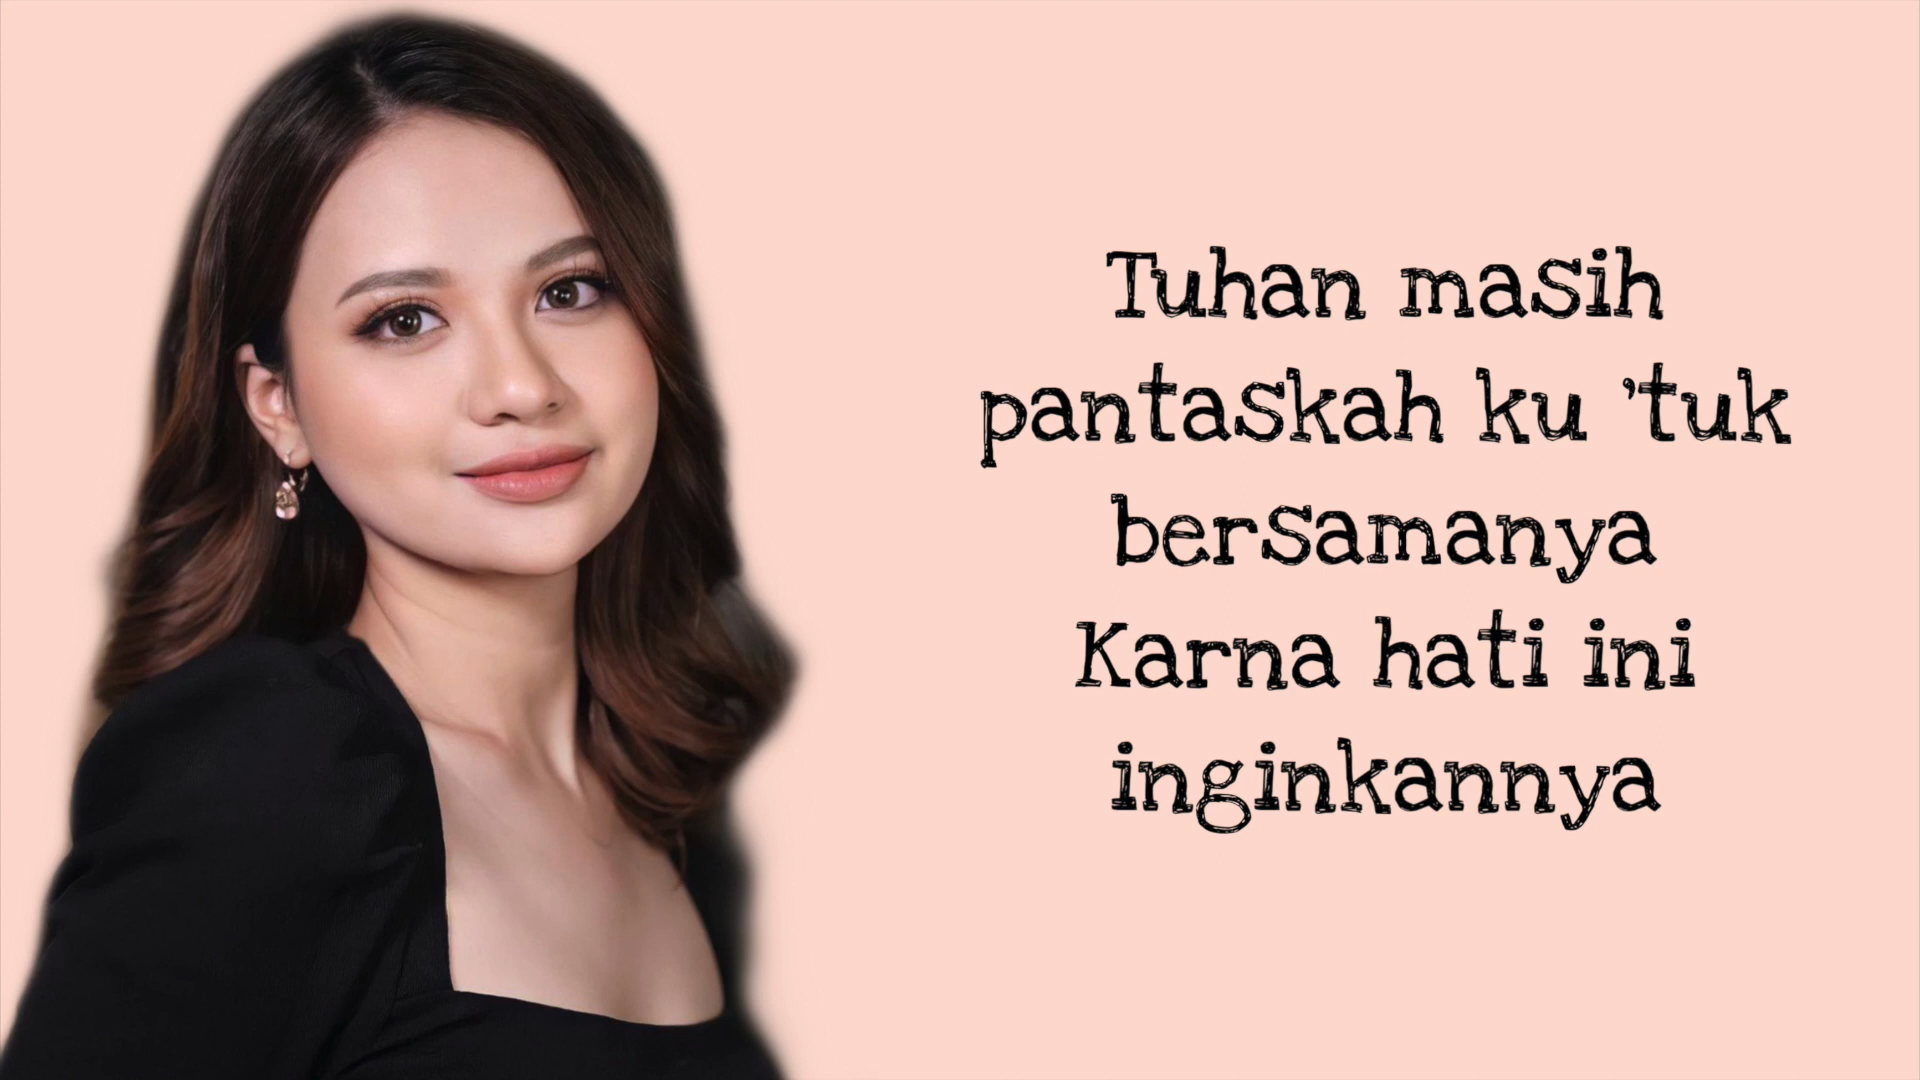 Tuhan masih
pantaskah ku 'tuk
bersamanya
Karna hati ini
inginkannya